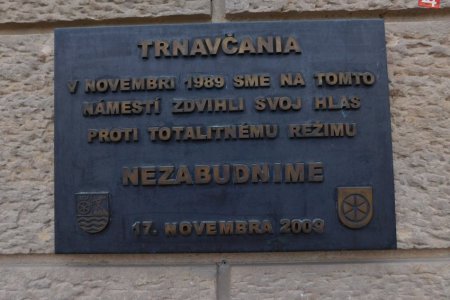 TRNAVČANIA
V NOVEMBRI 1989 SME NA TOMTO
NÁMESTÍ ZDVIHLI SVOJ HLAS
PROTI TOTALITNÉMU REŽIMU
NEZABUDNIME
17. NOVEMBRA 2009